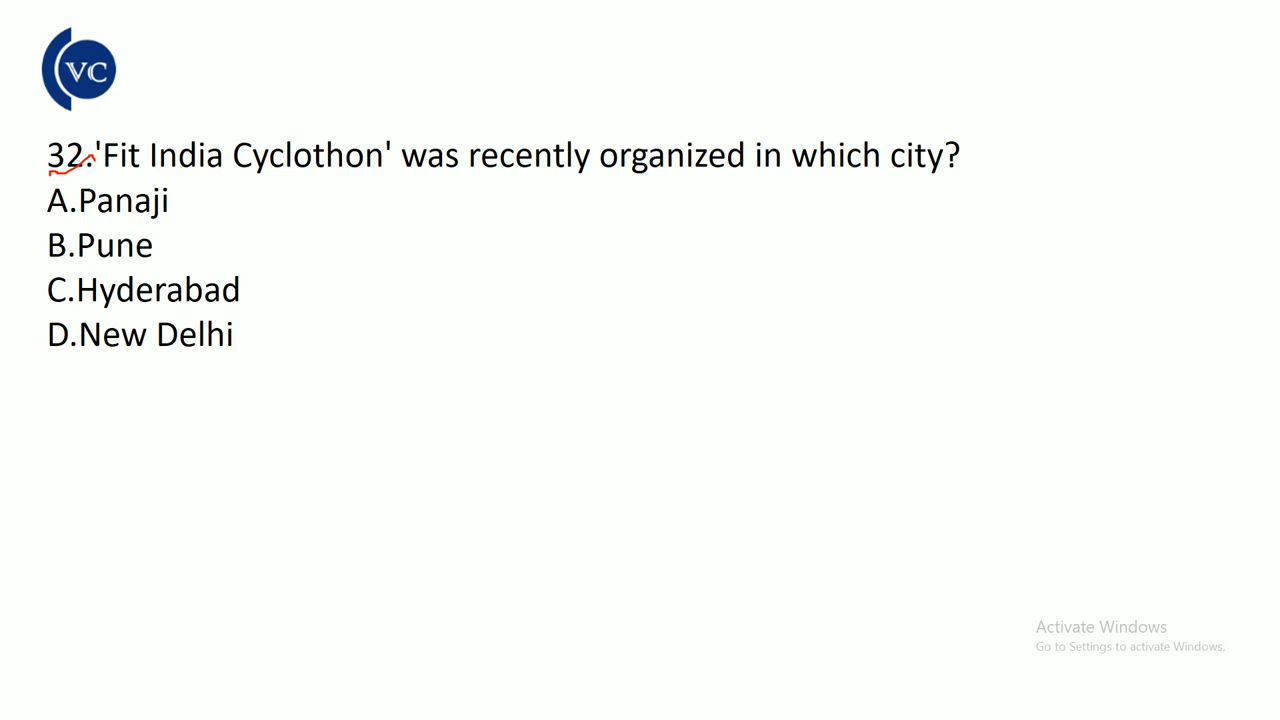 VC
32.'Fit India Cyclothon' was recently organized in which city?
A.Panaji
B.Pune
C.Hyderabad
D.New Delhi
Activate Windows
Go to Settings to activate Windows.